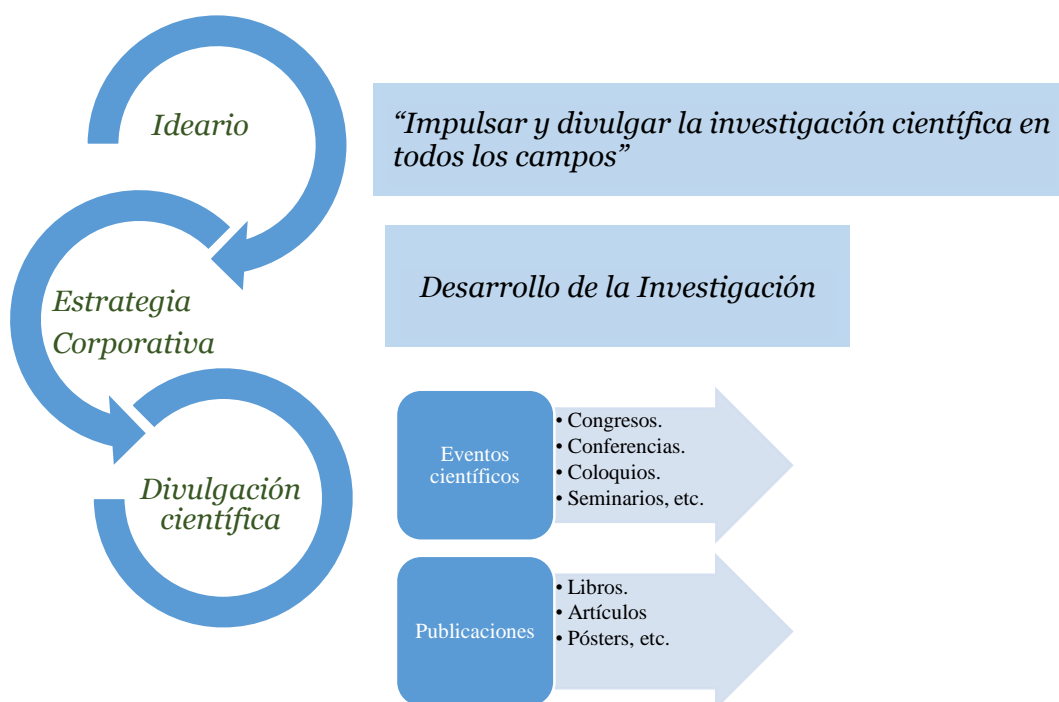 Ideario
“Impulsar y divulgar la investigación científica en
todos los campos”
Estrategia
Corporativa
Desarrollo de la Investigación
Divulgación
científica
Eventos
científicos
• Congresos.
• Conferencias.
• Coloquios.
• Seminarios, etc.
Publicaciones
• Libros.
• Artículos
• Pósters, etc.